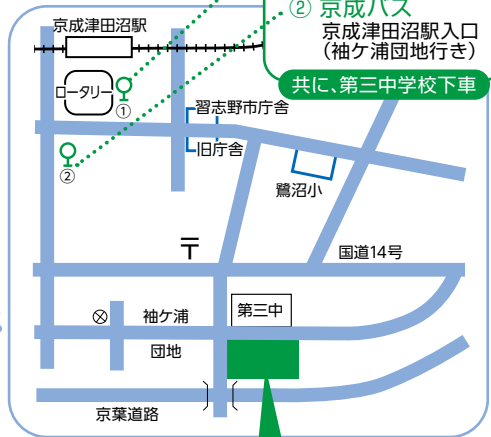 ② 京成バス
京成津田沼駅入口
（袖ケ浦団地行き）
共に、第三中学校下車
京成津田沼駅
ロータリー
①
習志野市庁舎
旧庁舎
②
鷺沼小
〒
国道14号
第三中
袖ケ浦
団地
京葉道路